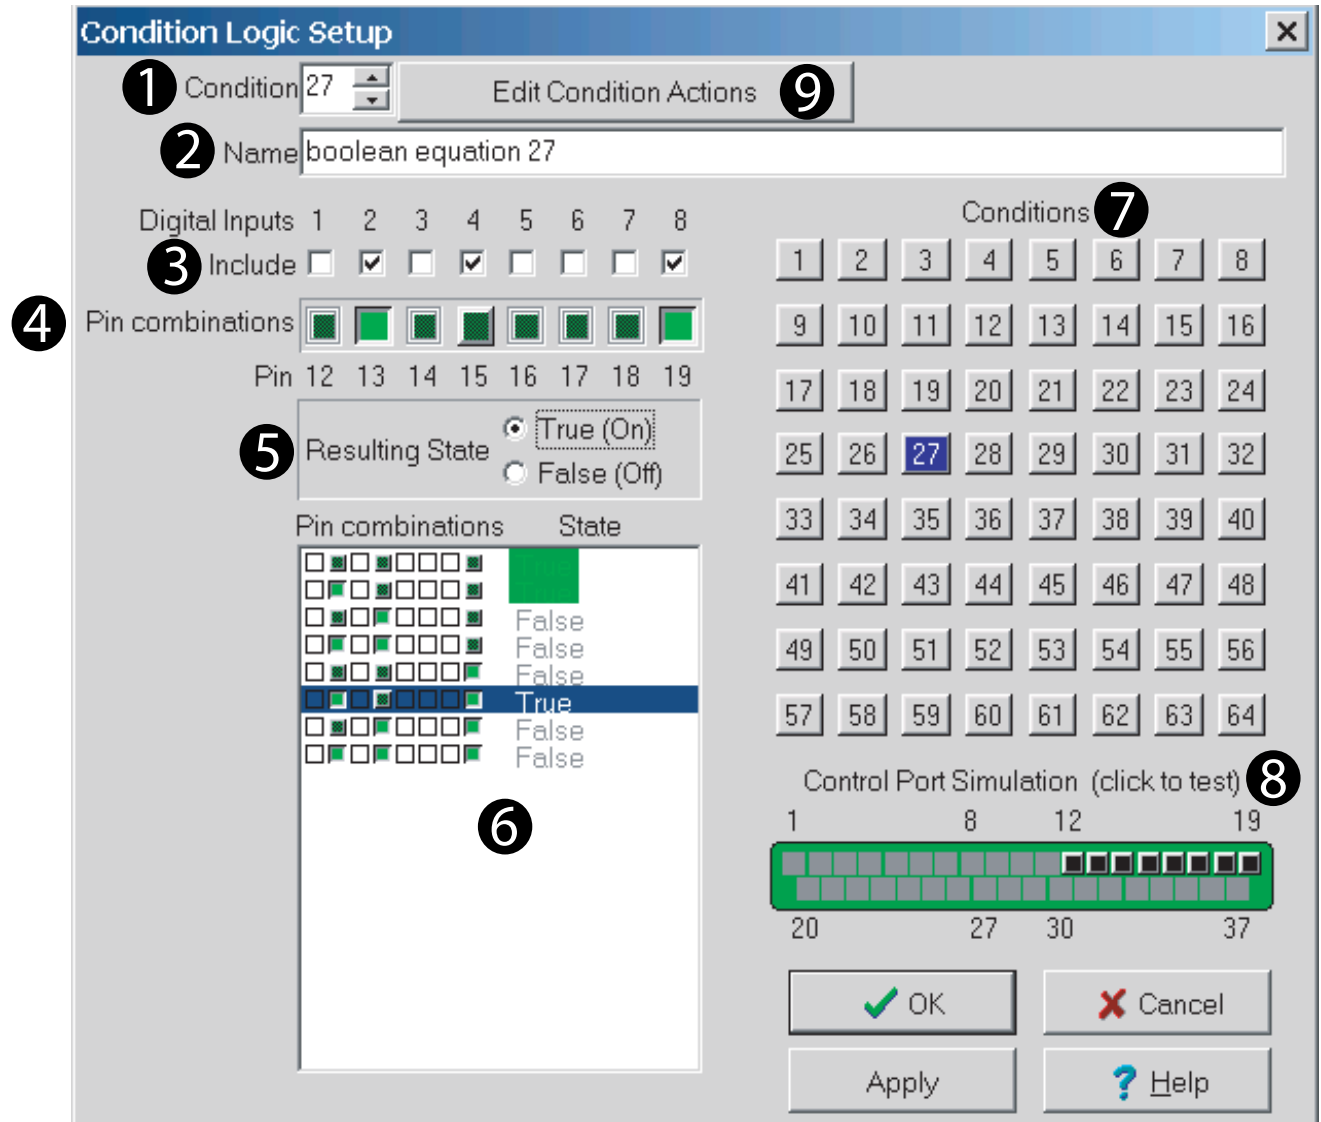 Condition Logic Setup
1 Condition 27 Edit Condition Actions 9
2 Name boolean equation 27
Digital Inputs 1 2 3 4 5 6 7 8
3 Include
4 Pin combinations
Pin 12 13 14 15 16 17 18 19
5 Resulting State True (On)
False (Off)
Pin combinations State
True
True
False
False
False
True
False
False
6
Conditions 7
1 2 3 4 5 6 7 8
9 10 11 12 13 14 15 16
17 18 19 20 21 22 23 24
25 26 27 28 29 30 31 32
33 34 35 36 37 38 39 40
41 42 43 44 45 46 47 48
49 50 51 52 53 54 55 56
57 58 59 60 61 62 63 64
Control Port Simulation (click to test) 8
1 8 12 19
20 27 30 37
OK Cancel
Apply Help